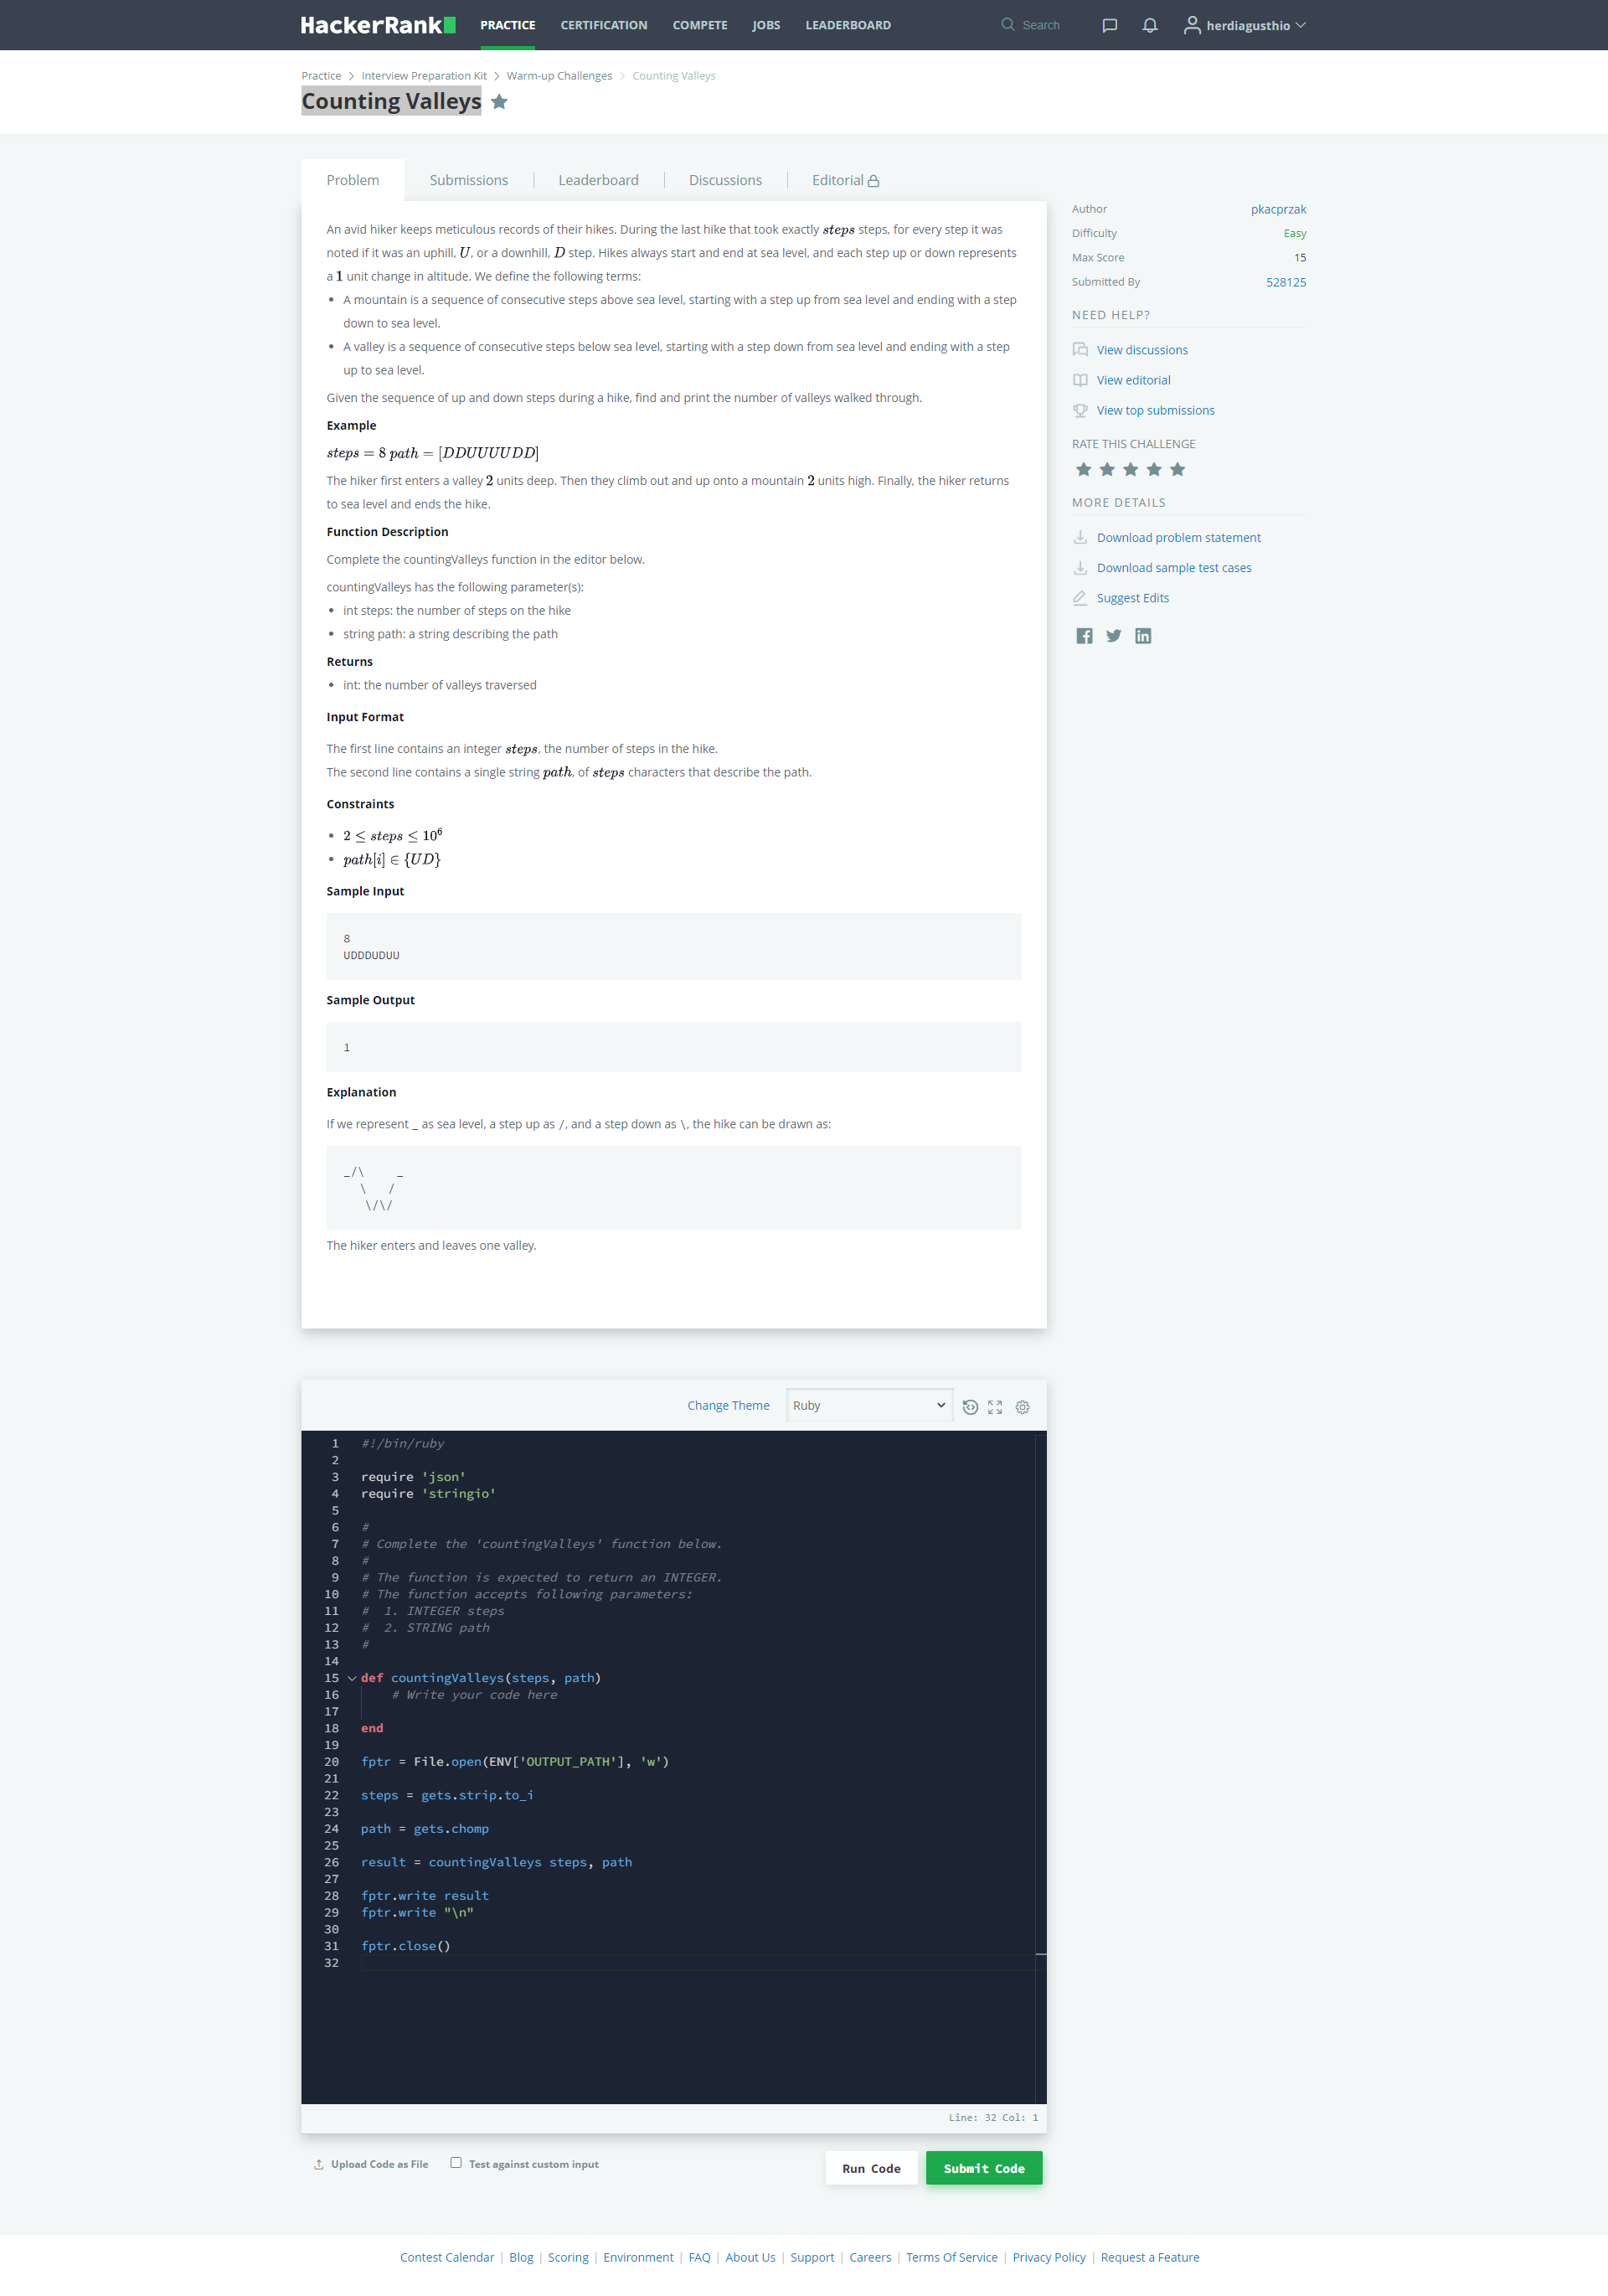 HackerRank PRACTICE CERTIFICATION COMPETE JOBS LEADERBOARD Search herdiagusthio
Practice > Interview Preparation Kit > Warm-up Challenges > Counting Valleys
Counting Valleys
Problem Submissions Leaderboard Discussions Editorial
An avid hiker keeps meticulous records of their hikes. During the last hike that took exactly steps steps, for every step it was
noted if it was an uphill, U, or a downhill, D step. Hikes always start and end at sea level, and each step up or down represents
a 1 unit change in altitude. We define the following terms:
• A mountain is a sequence of consecutive steps above sea level, starting with a step up from sea level and ending with a step
down to sea level.
• A valley is a sequence of consecutive steps below sea level, starting with a step down from sea level and ending with a step
up to sea level.
Given the sequence of up and down steps during a hike, find and print the number of valleys walked through.
Example
steps = 8 path = [DDUUUUDD]
The hiker first enters a valley 2 units deep. Then they climb out and up onto a mountain 2 units high. Finally, the hiker returns
to sea level and ends the hike.
Function Description
Complete the countingValleys function in the editor below.
countingValleys has the following parameter(s):
• int steps: the number of steps on the hike
• string path: a string describing the path
Returns
• int: the number of valleys traversed
Input Format
The first line contains an integer steps, the number of steps in the hike.
The second line contains a single string path, of steps characters that describe the path.
Constraints
• 2 ≤ steps ≤ 10⁶
• path[i] ∈ {UD}
Sample Input
8
UDDDUDUU
Sample Output
1
Explanation
If we represent _ as sea level, a step up as /, and a step down as \, the hike can be drawn as:
_/\    _
  \   /
   \/\/
The hiker enters and leaves one valley.
Author pkacprzak
Difficulty Easy
Max Score 15
Submitted By 528125
NEED HELP?
View discussions
View editorial
View top submissions
RATE THIS CHALLENGE
MORE DETAILS
Download problem statement
Download sample test cases
Suggest Edits
Change Theme Ruby
1 #!/bin/ruby
2
3 require 'json'
4 require 'stringio'
5
6 #
7 # Complete the 'countingValleys' function below.
8 #
9 # The function is expected to return an INTEGER.
10 # The function accepts following parameters:
11 #  1. INTEGER steps
12 #  2. STRING path
13 #
14
15 def countingValleys(steps, path)
16     # Write your code here
17
18 end
19
20 fptr = File.open(ENV['OUTPUT_PATH'], 'w')
21
22 steps = gets.strip.to_i
23
24 path = gets.chomp
25
26 result = countingValleys steps, path
27
28 fptr.write result
29 fptr.write "\n"
30
31 fptr.close()
32
Line: 32 Col: 1
Upload Code as File Test against custom input Run Code Submit Code
Contest Calendar | Blog | Scoring | Environment | FAQ | About Us | Support | Careers | Terms Of Service | Privacy Policy | Request a Feature